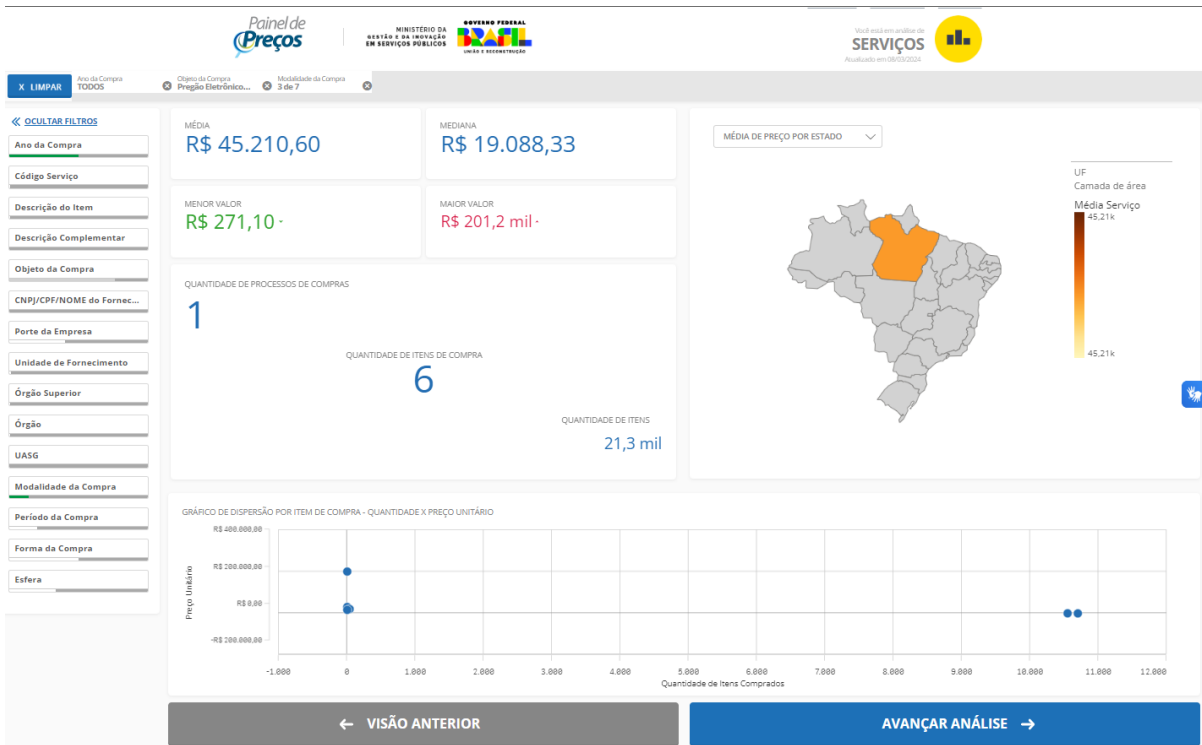 Painel de
Preços
MINISTÉRIO DA
GESTÃO E DA INOVAÇÃO
EM SERVIÇOS PÚBLICOS
GOVERNO FEDERAL
BRASIL
UNIÃO E RECONSTRUÇÃO
Você está em análise de
SERVIÇOS
Atualizado em 08/03/2024
X LIMPAR
Ano da Compra
TODOS
Objeto da Compra
Pregão Eletrônico...
Modalidade da Compra
3 de 7
OCULTAR FILTROS
Ano da Compra
Código Serviço
Descrição do Item
Descrição Complementar
Objeto da Compra
CNPJ/CPF/NOME do Fornec...
Porte da Empresa
Unidade de Fornecimento
Órgão Superior
Órgão
UASG
Modalidade da Compra
Período da Compra
Forma da Compra
Esfera
MÉDIA
R$ 45.210,60
MEDIANA
R$ 19.088,33
MENOR VALOR
R$ 271,10 -
MAIOR VALOR
R$ 201,2 mil -
QUANTIDADE DE PROCESSOS DE COMPRAS
1
QUANTIDADE DE ITENS DE COMPRA
6
QUANTIDADE DE ITENS
21,3 mil
MÉDIA DE PREÇO POR ESTADO
UF
Camada de área
Média Serviço
45,21k
45,21k
GRÁFICO DE DISPERSÃO POR ITEM DE COMPRA - QUANTIDADE X PREÇO UNITÁRIO
Preço Unitário
R$ 400.000,00
R$ 200.000,00
R$ 0,00
-R$ 200.000,00
-1.000 0 1.000 2.000 3.000 4.000 5.000 6.000 7.000 8.000 9.000 10.000 11.000 12.000
Quantidade de Itens Comprados
← VISÃO ANTERIOR
AVANÇAR ANÁLISE →